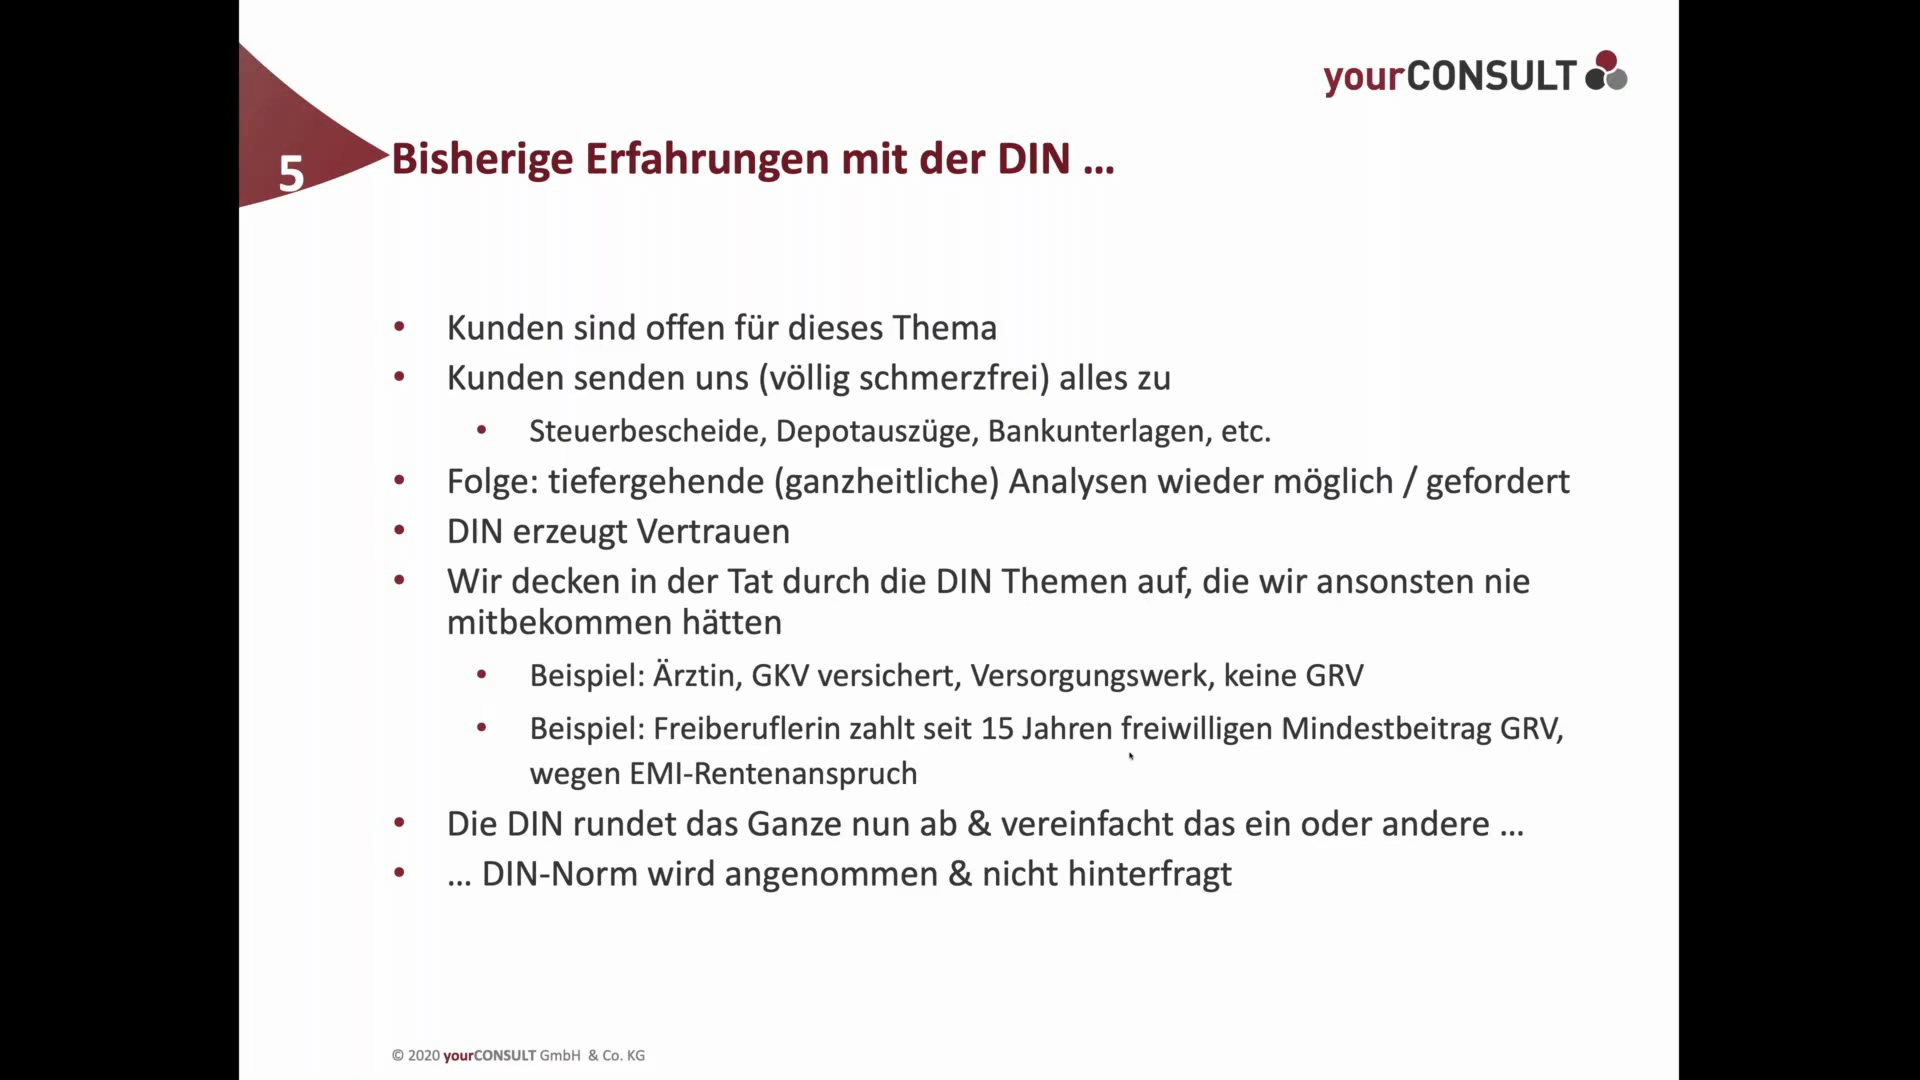 yourCONSULT
5
Bisherige Erfahrungen mit der DIN ...
• Kunden sind offen für dieses Thema
• Kunden senden uns (völlig schmerzfrei) alles zu
• Steuerbescheide, Depotauszüge, Bankunterlagen, etc.
• Folge: tiefergehende (ganzheitliche) Analysen wieder möglich / gefordert
• DIN erzeugt Vertrauen
• Wir decken in der Tat durch die DIN Themen auf, die wir ansonsten nie
mitbekommen hätten
• Beispiel: Ärztin, GKV versichert, Versorgungswerk, keine GRV
• Beispiel: Freiberuflerin zahlt seit 15 Jahren freiwilligen Mindestbeitrag GRV,
wegen EMI-Rentenanspruch
• Die DIN rundet das Ganze nun ab & vereinfacht das ein oder andere ...
• ... DIN-Norm wird angenommen & nicht hinterfragt
© 2020 yourCONSULT GmbH & Co. KG